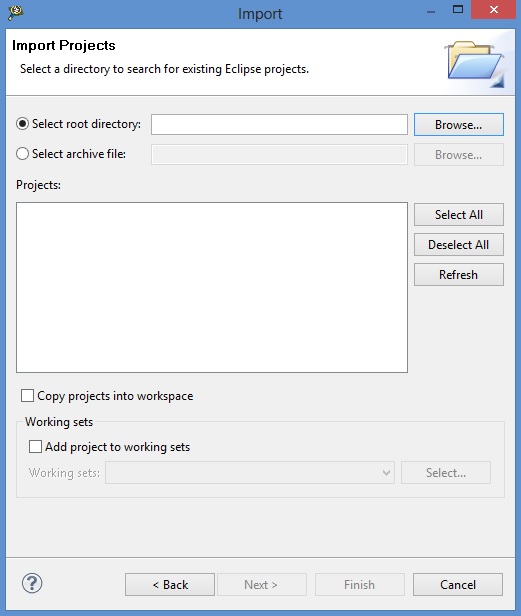 Import
Import Projects
Select a directory to search for existing Eclipse projects.
Select root directory: Browse...
Select archive file: Browse...
Projects:
Select All
Deselect All
Refresh
Copy projects into workspace
Working sets
Add project to working sets
Working sets: Select...
? < Back Next > Finish Cancel